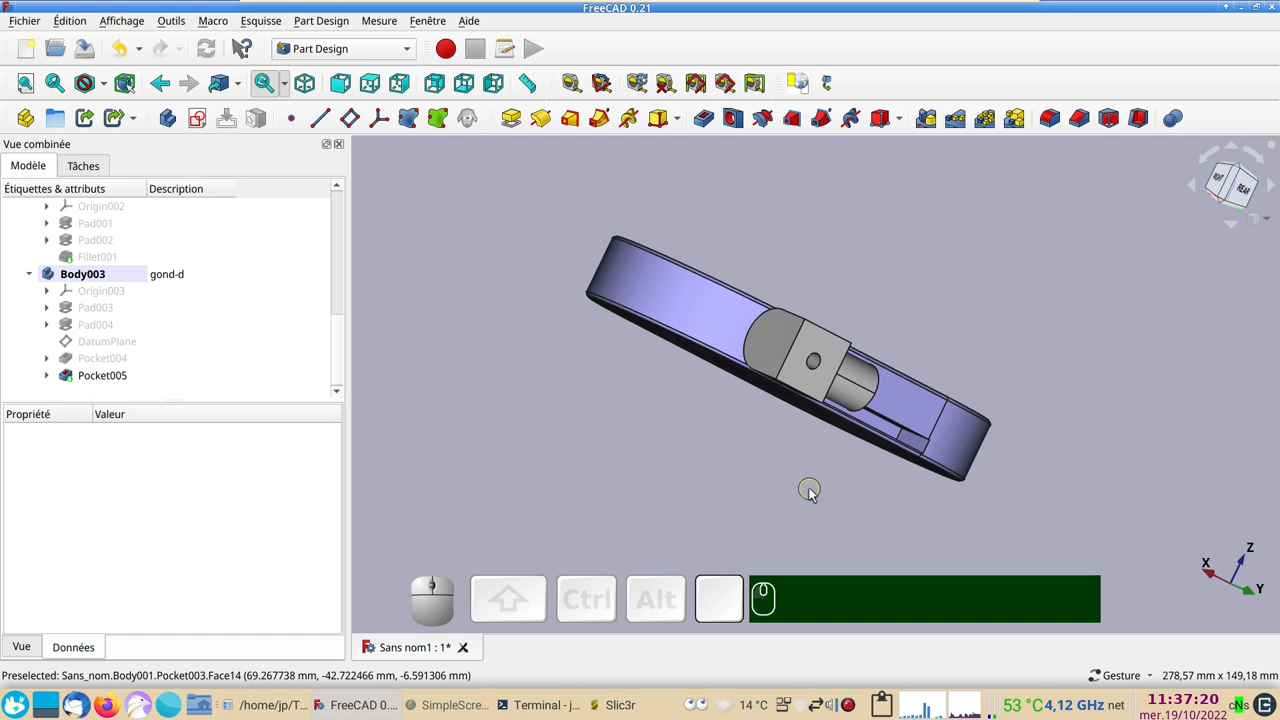 FreeCAD 0.21
Fichier Édition Affichage Outils Macro Esquisse Part Design Mesure Fenêtre Aide
Part Design
Vue combinée
Modèle Tâches
Étiquettes & attributs Description
Origin002
Pad001
Pad002
Fillet001
Body003 gond-d
Origin003
Pad003
Pad004
DatumPlane
Pocket004
Pocket005
Propriété Valeur
REAR
X Z Y
Ctrl Alt
Vue Données
Sans nom1 : 1*
Preselected: Sans_nom.Body001.Pocket003.Face14 (69.267738 mm, -42.722466 mm, -6.591306 mm)
Gesture 278,57 mm x 149,18 mm
/home/jp/T... FreeCAD 0.... SimpleScre... Terminal - j... Slic3r 14 °C 53 °C 4,12 GHz net 11:37:20 cNs
mer.19/10/2022